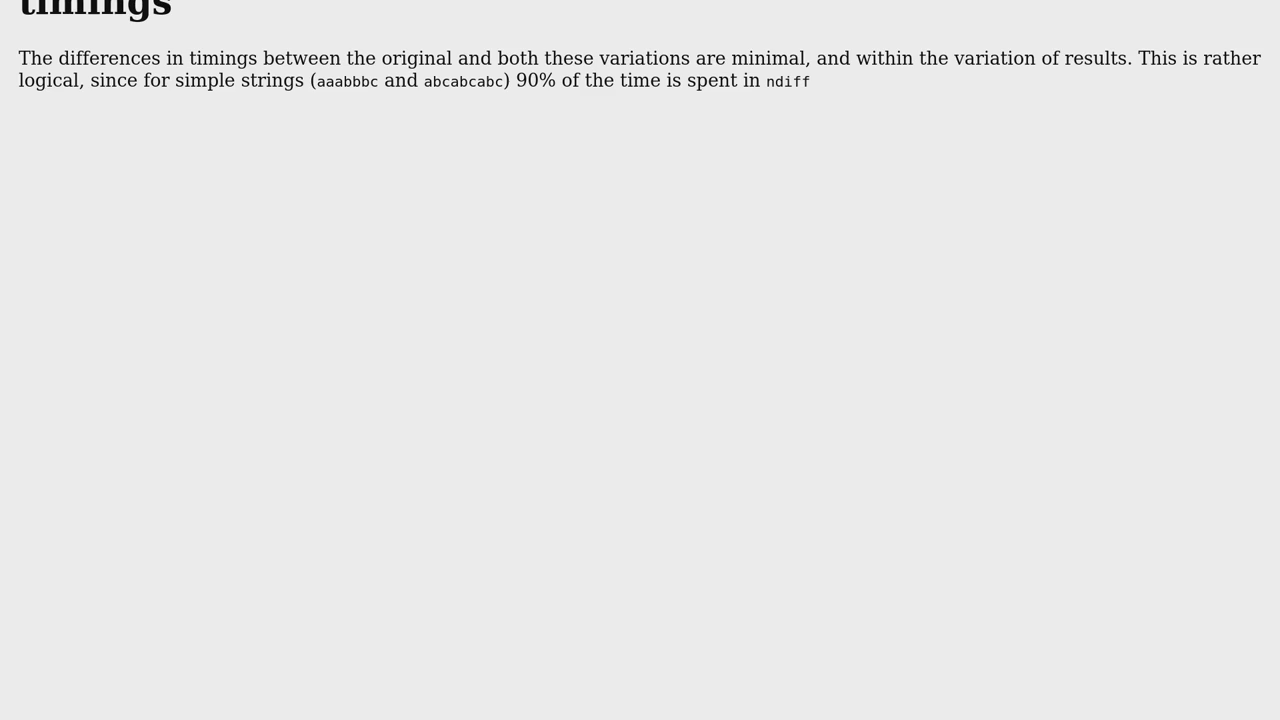 timings
The differences in timings between the original and both these variations are minimal, and within the variation of results. This is rather
logical, since for simple strings (aaabbbc and abcabcabc) 90% of the time is spent in ndiff